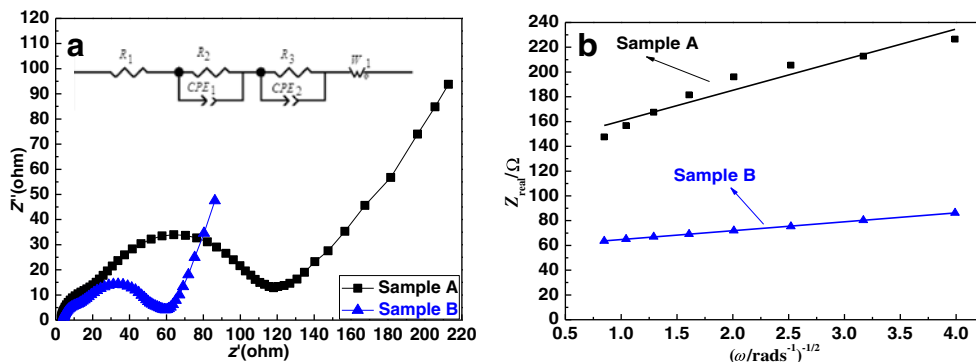 a
R1
R2
R3
W1
CPE1
CPE2
Z''(ohm)
120
110
100
90
80
70
60
50
40
30
20
10
0
0 20 40 60 80 100 120 140 160 180 200 220
z'(ohm)
Sample A
Sample B
b
Sample A
Sample B
Zreal/Ω
240
220
200
180
160
140
120
100
80
60
40
20
0
0.5 1.0 1.5 2.0 2.5 3.0 3.5 4.0
(ω/rads-1)-1/2